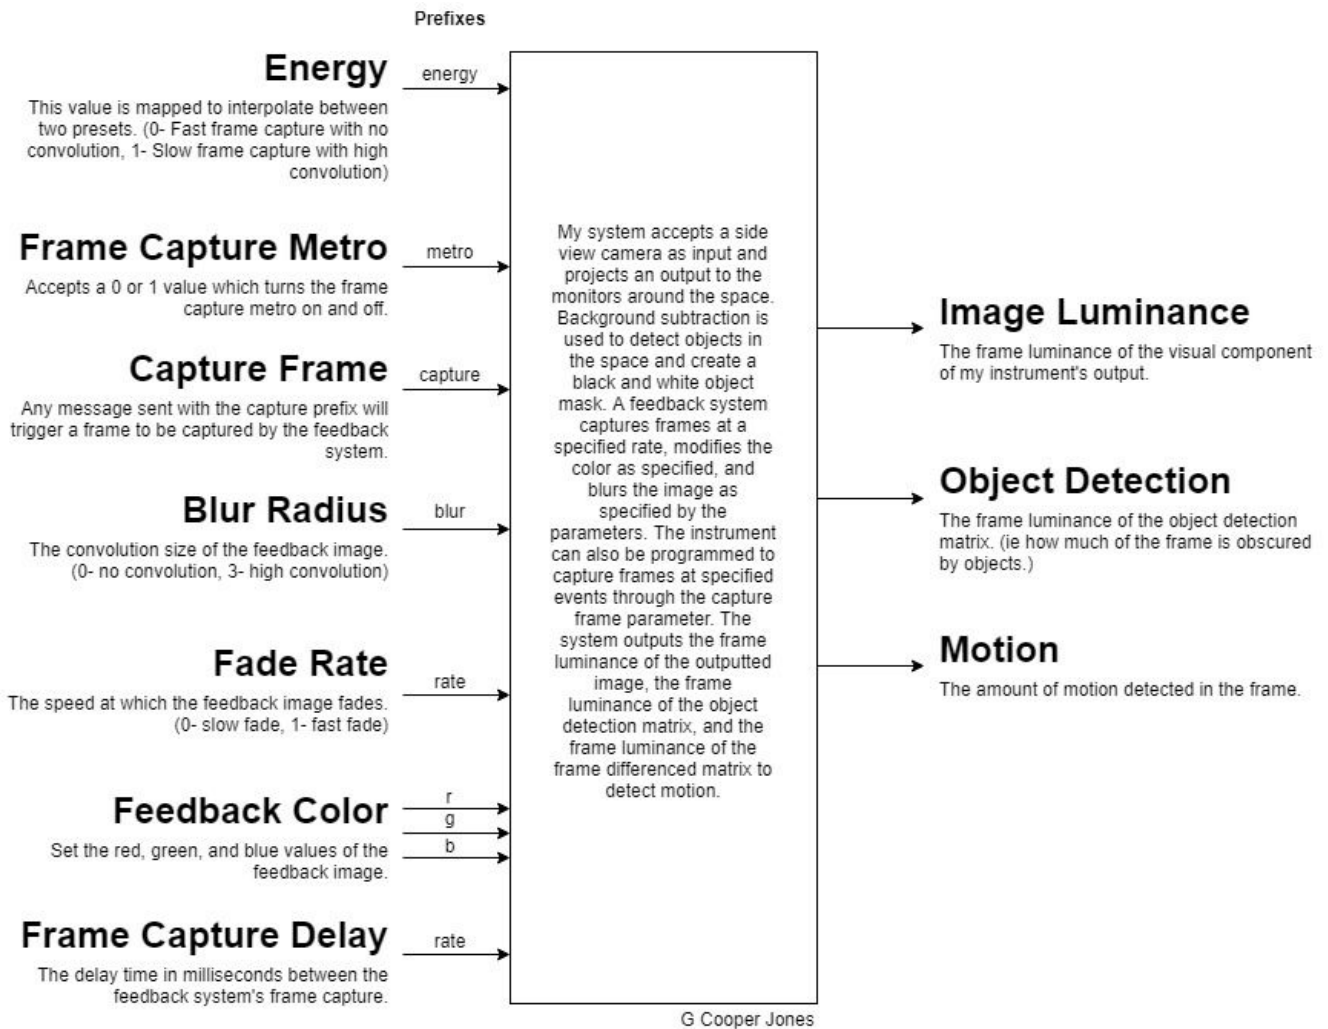 Prefixes
Energy
energy
This value is mapped to interpolate between
two presets. (0- Fast frame capture with no
convolution, 1- Slow frame capture with high
convolution)
Frame Capture Metro
metro
Accepts a 0 or 1 value which turns the frame
capture metro on and off.
Capture Frame
capture
Any message sent with the capture prefix will
trigger a frame to be captured by the feedback
system.
Blur Radius
blur
The convolution size of the feedback image.
(0- no convolution, 3- high convolution)
Fade Rate
rate
The speed at which the feedback image fades.
(0- slow fade, 1- fast fade)
Feedback Color
r
g
b
Set the red, green, and blue values of the
feedback image.
Frame Capture Delay
rate
The delay time in milliseconds between the
feedback system's frame capture.
My system accepts a side
view camera as input and
projects an output to the
monitors around the space.
Background subtraction is
used to detect objects in
the space and create a
black and white object
mask. A feedback system
captures frames at a
specified rate, modifies the
color as specified, and
blurs the image as
specified by the
parameters. The instrument
can also be programmed to
capture frames at specified
events through the capture
frame parameter. The
system outputs the frame
luminance of the outputted
image, the frame
luminance of the object
detection matrix, and the
frame luminance of the
frame differenced matrix to
detect motion.
Image Luminance
The frame luminance of the visual component
of my instrument's output.
Object Detection
The frame luminance of the object detection
matrix. (ie how much of the frame is obscured
by objects.)
Motion
The amount of motion detected in the frame.
G Cooper Jones